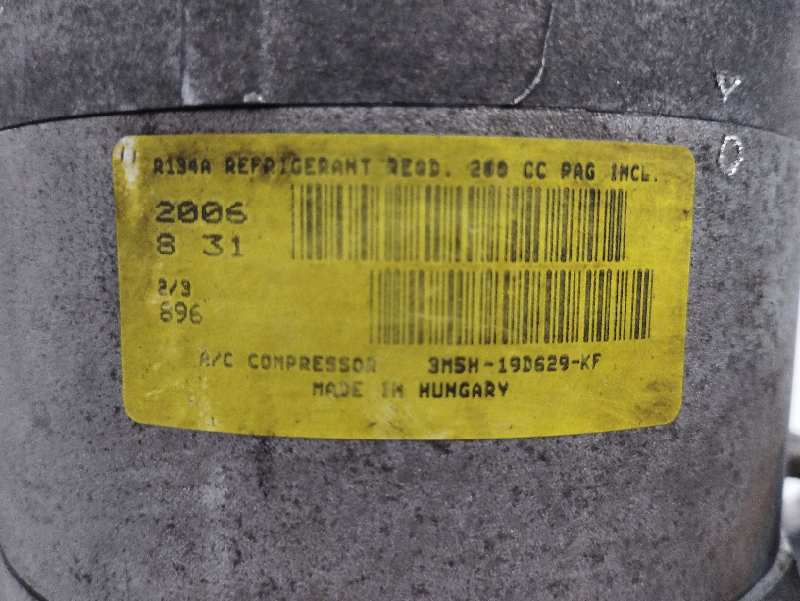 R134A REFRIGERANT REQD. 200 CC PAG INCL.
2006
8 31
2/3
896
A/C COMPRESSOR 3M5H-19D629-KF
MADE IN HUNGARY